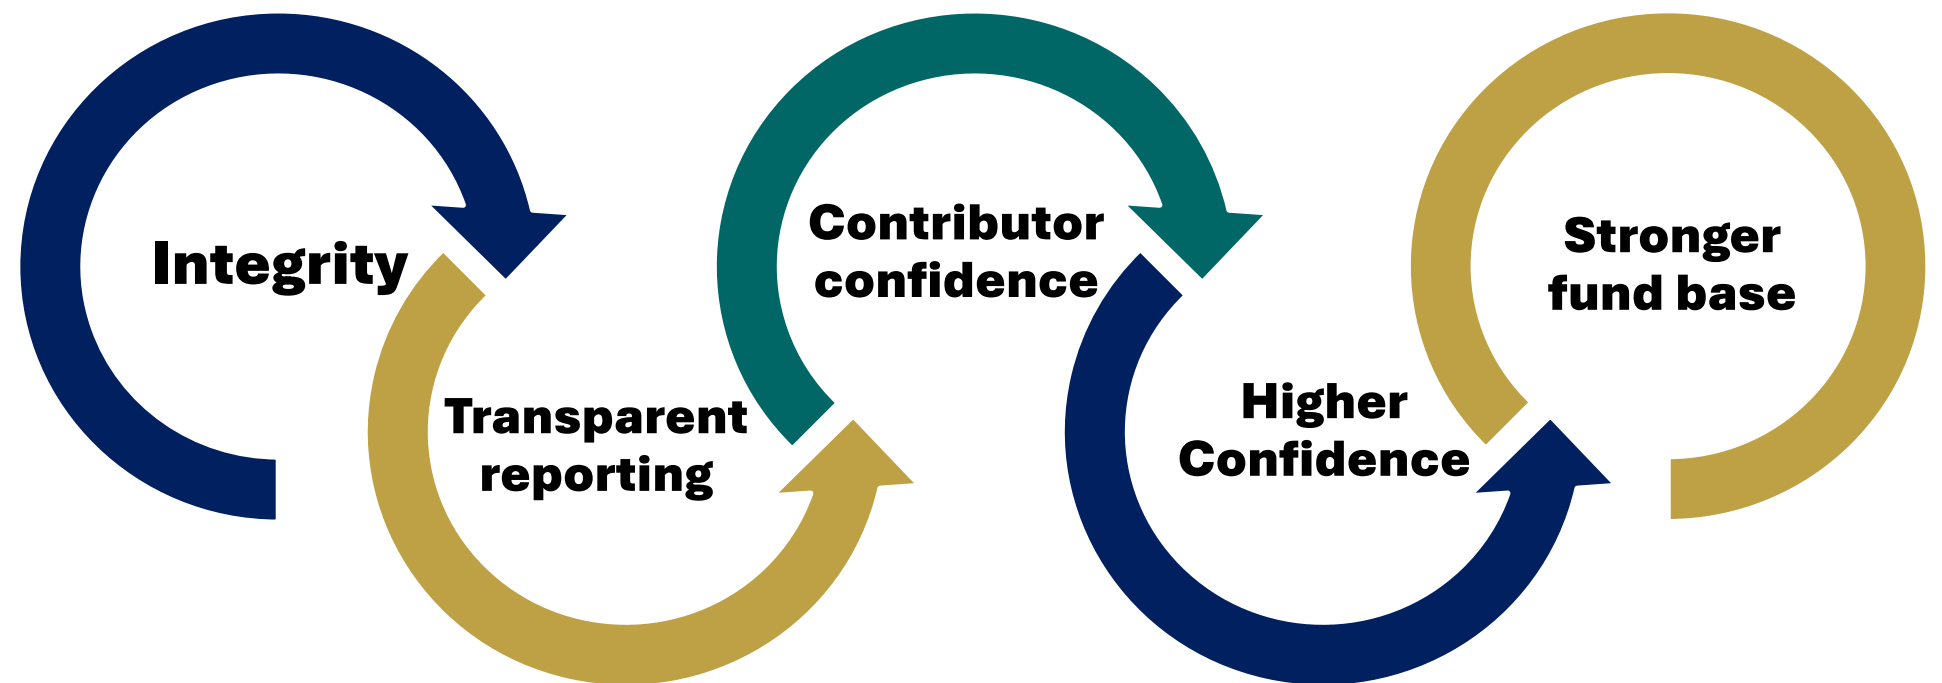 Integrity
Transparent
reporting
Contributor
confidence
Higher
Confidence
Stronger
fund base